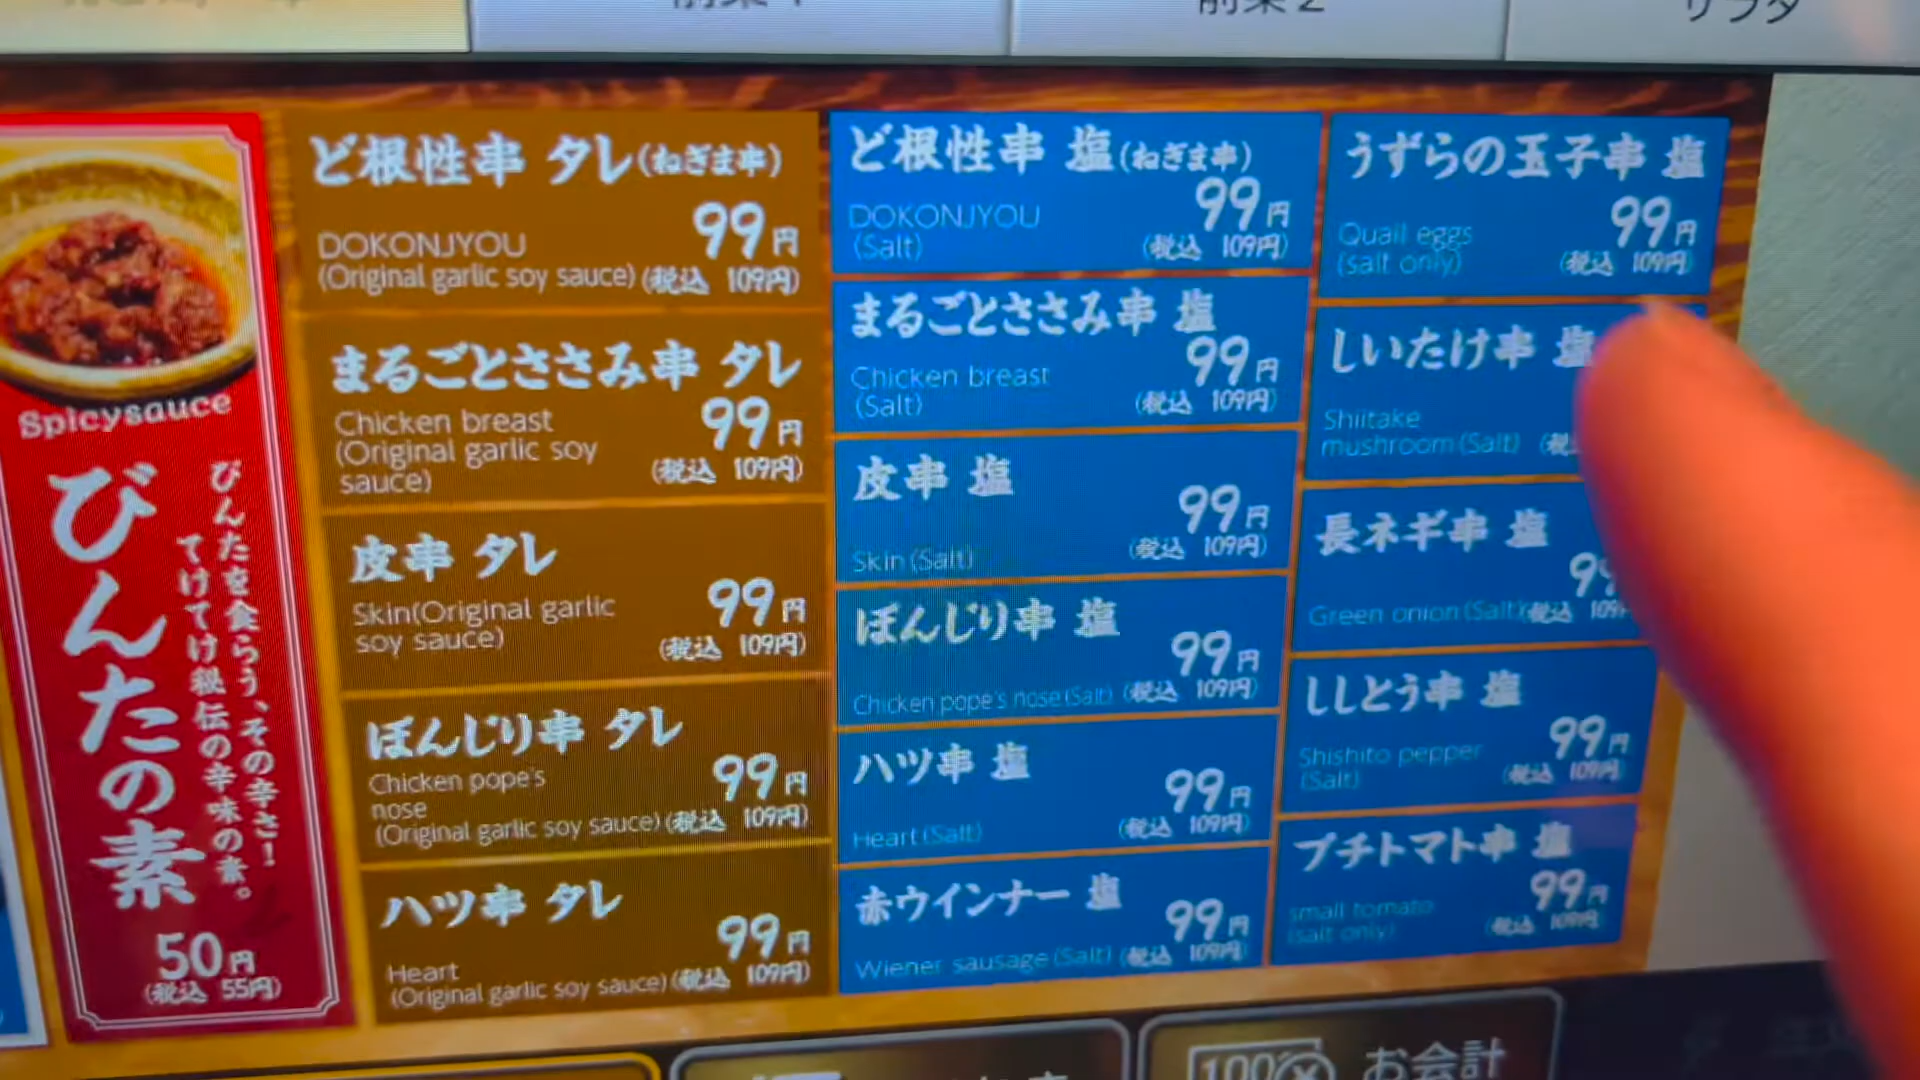 前菜1
前菜2
サラダ
Spicysauce
びんたの素
びんたを食らう、その辛さ!
てけてけ秘伝の辛味の素。
50円
(税込 55円)
ど根性串 タレ(ねぎま串)
99円
DOKONJYOU
(Original garlic soy sauce)(税込 109円)
まるごとささみ串 タレ
Chicken breast
99円
(Original garlic soy
sauce)
(税込 109円)
皮串 タレ
99円
Skin(Original garlic
soy sauce)
(税込 109円)
ぼんじり串 タレ
Chicken pope's
99円
nose
(Original garlic soy sauce)(税込 109円)
ハツ串 タレ
99円
Heart
(Original garlic soy sauce)(税込 109円)
ど根性串 塩(ねぎま串)
DOKONJYOU
99円
(Salt)
(税込 109円)
まるごとささみ串 塩
99円
Chicken breast
(Salt)
(税込 109円)
皮串 塩
99円
Skin(Salt)
(税込 109円)
ぼんじり串 塩
99円
Chicken pope's nose(Salt)(税込 109円)
ハツ串 塩
99円
Heart(Salt)
(税込 109円)
赤ウインナー 塩
99円
Wiener sausage(Salt)(税込 109円)
うずらの玉子串 塩
99円
Quail eggs
(salt only)
(税込 109円)
しいたけ串 塩
Shiitake
mushroom(Salt)
長ネギ串 塩
99
Green onion(Salt)(税込 109円
ししとう串 塩
99円
Shishito pepper
(Salt)
(税込 109円)
プチトマト串 塩
99円
small tomato
(salt only)
(税込 109円)
お会計